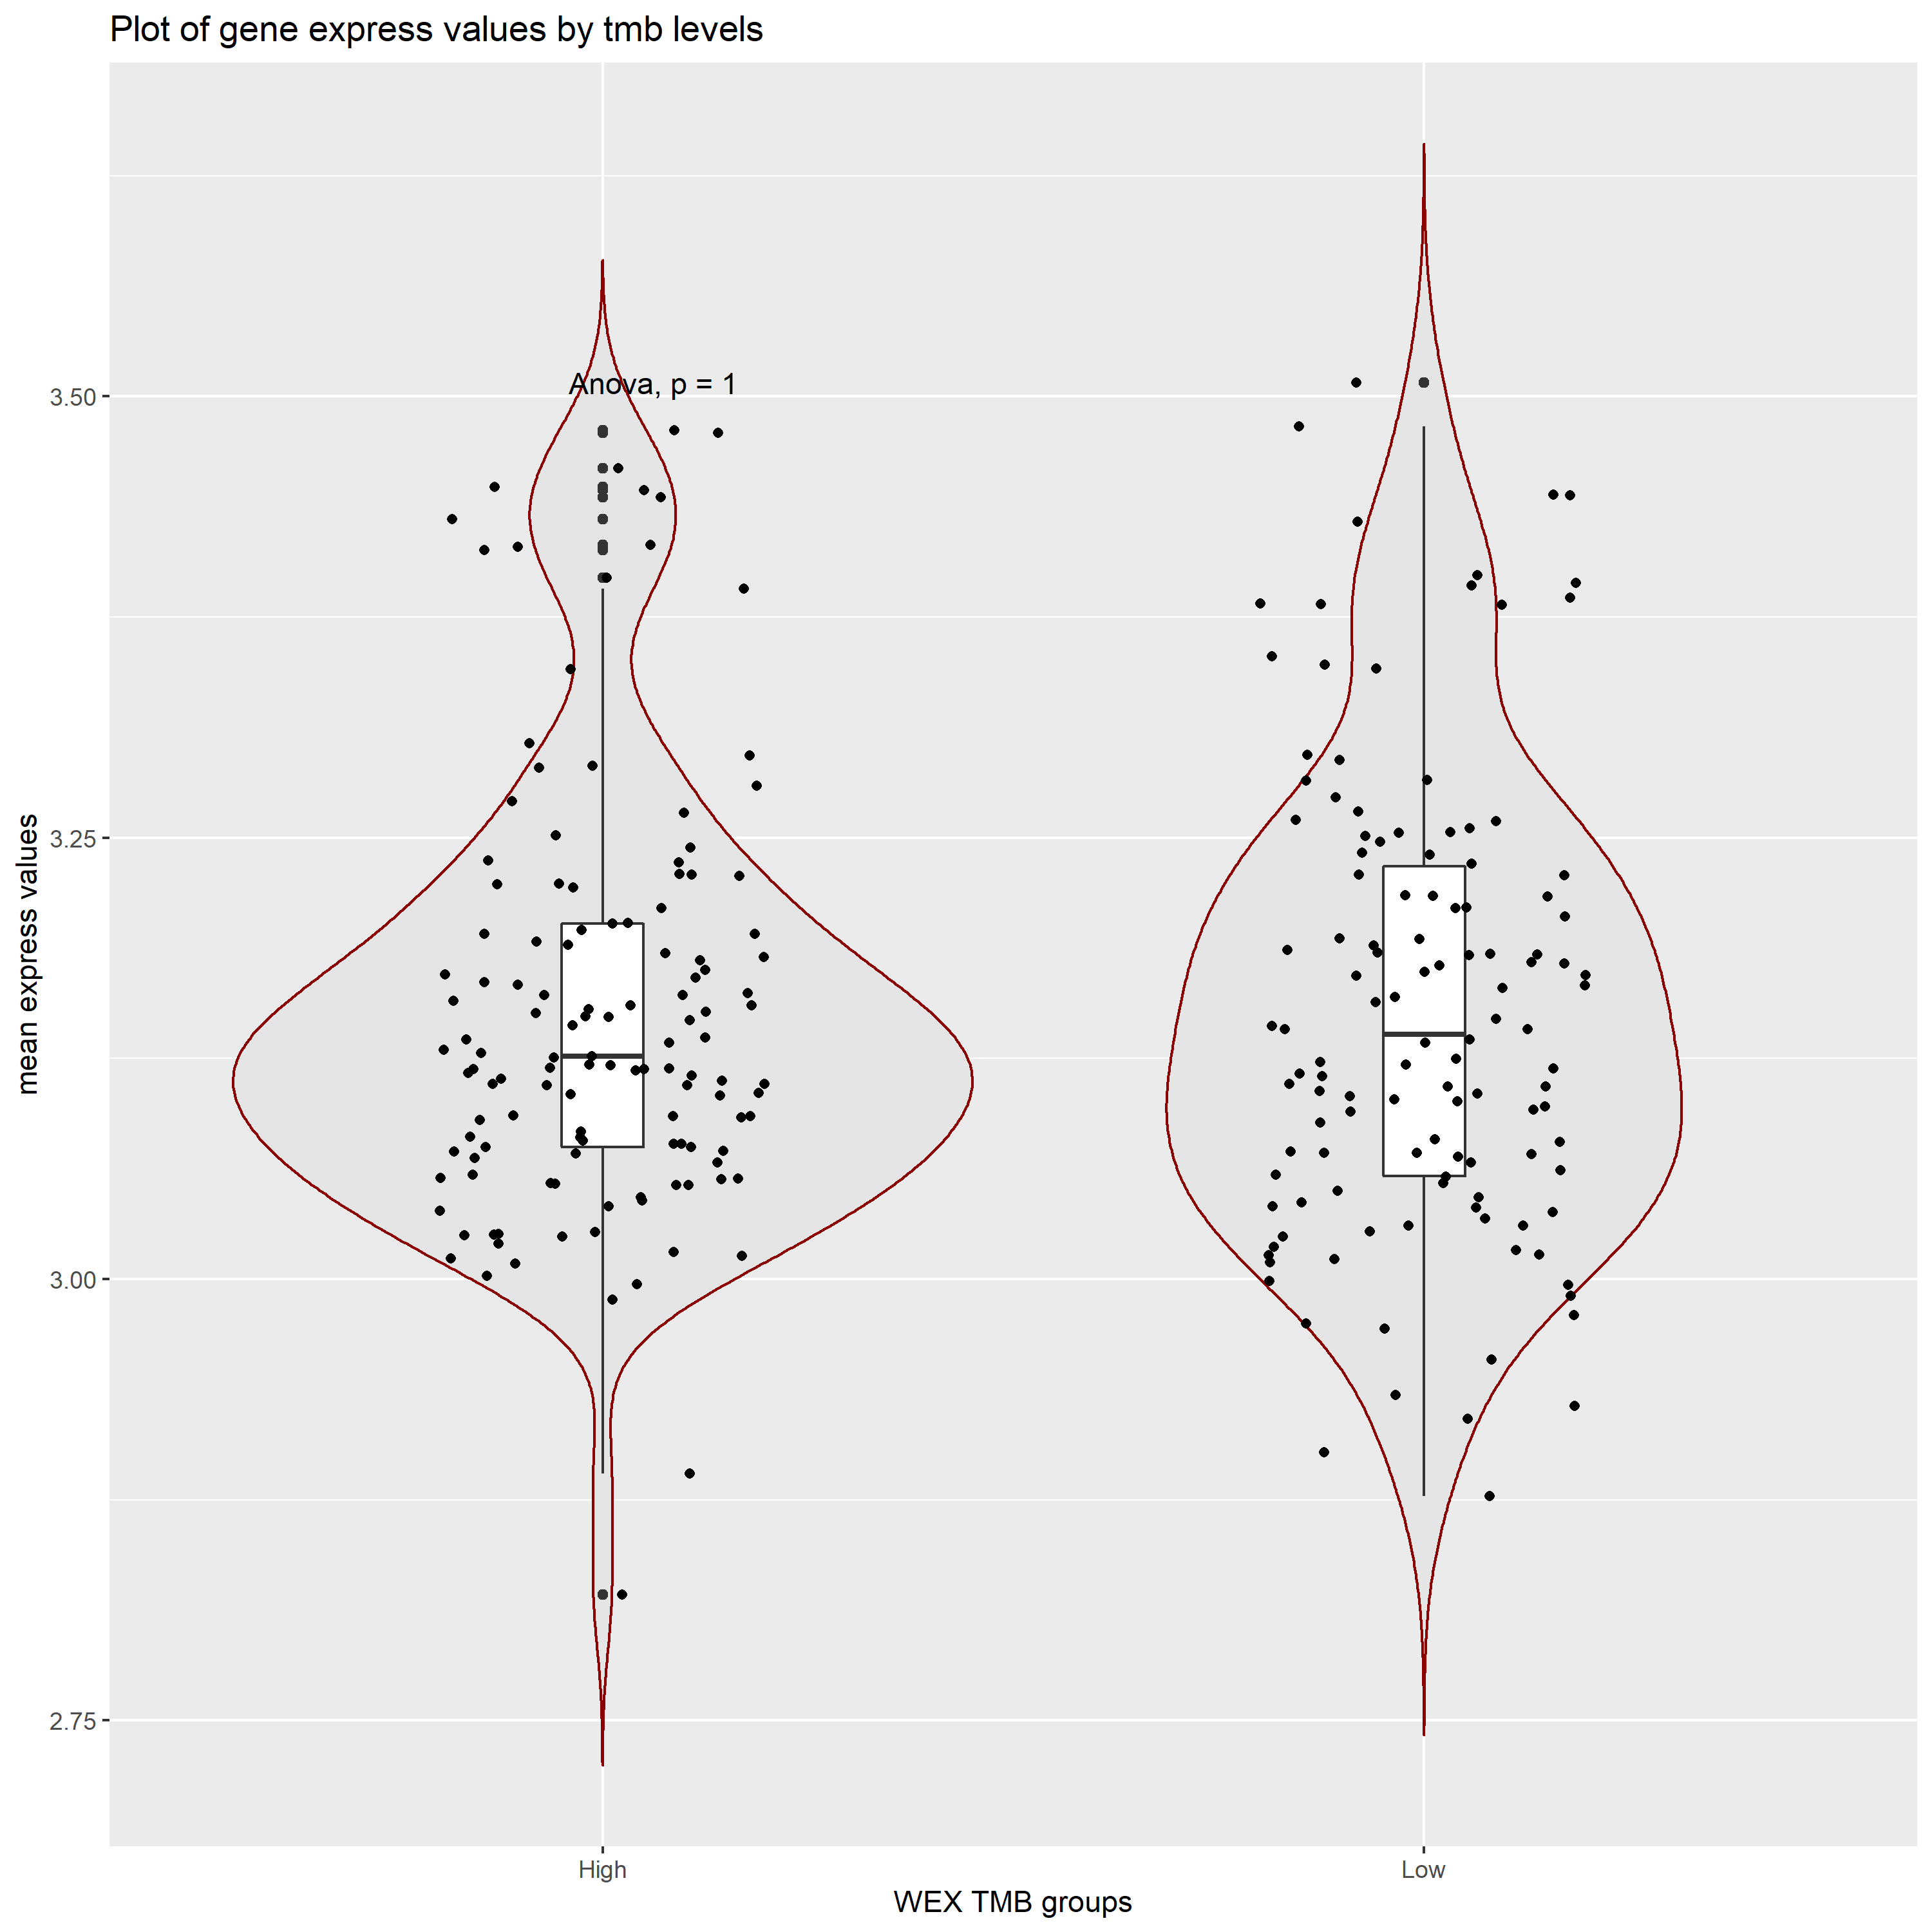 Plot of gene express values by tmb levels
Anova, p = 1
3.50
3.25
3.00
2.75
mean express values
High
Low
WEX TMB groups